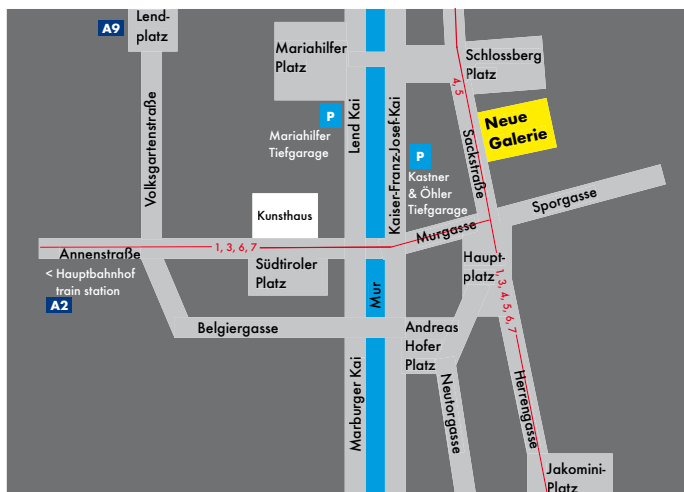 Lend-
platz
A9
Mariahilfer
Platz
Schlossberg
Platz
4, 5
Neue
Galerie
P
Mariahilfer
Tiefgarage
Lend Kai
Kaiser-Franz-Josef-Kai
P
Kastner
& Öhler
Tiefgarage
Sackstraße
Volksgartenstraße
Kunsthaus
Sporgasse
Murgasse
1, 3, 6, 7
Annenstraße
Südtiroler
Platz
Haupt-
platz
< Hauptbahnhof
train station
A2
Mur
1, 3, 4, 5, 6, 7
Belgiergasse
Andreas
Hofer
Platz
Marburger Kai
Neutorgasse
Herrengasse
Jakomini-
Platz